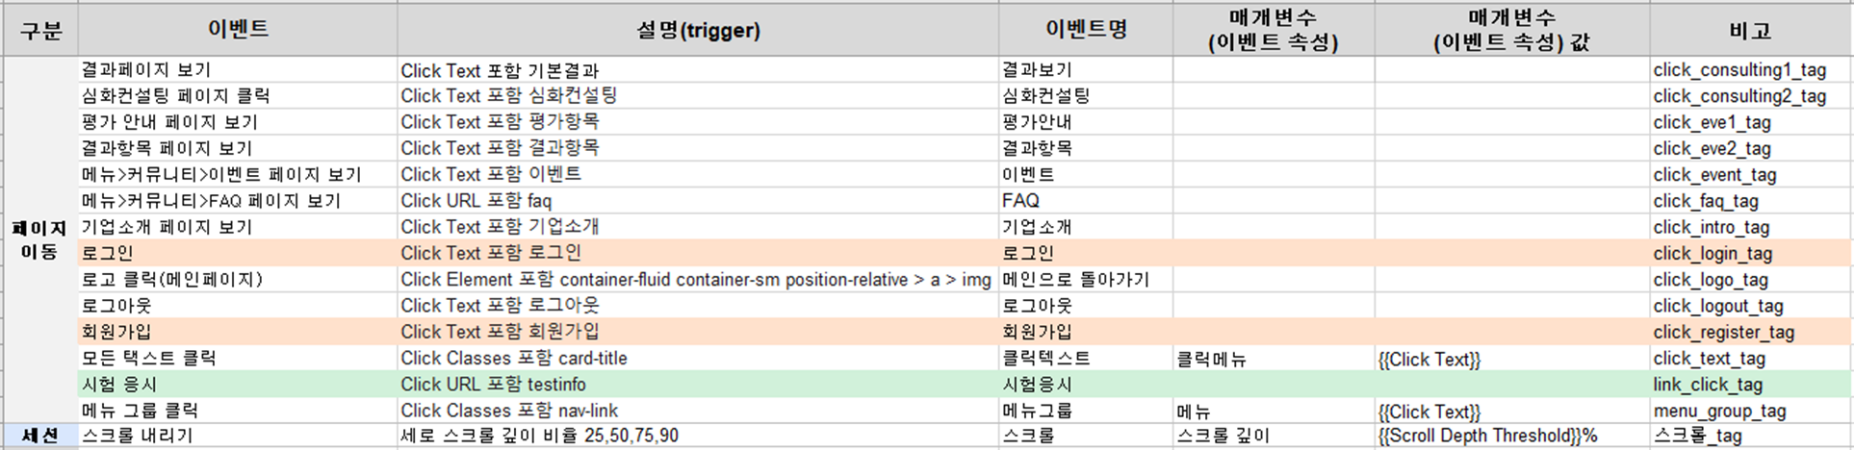 구분 이벤트 설명(trigger) 이벤트명 매개변수 (이벤트 속성) 매개변수 (이벤트 속성) 값 비고
페이지 이동
결과페이지 보기 Click Text 포함 기본결과 결과보기 click_consulting1_tag
심화컨설팅 페이지 클릭 Click Text 포함 심화컨설팅 심화컨설팅 click_consulting2_tag
평가 안내 페이지 보기 Click Text 포함 평가항목 평가안내 click_eve1_tag
결과항목 페이지 보기 Click Text 포함 결과항목 결과항목 click_eve2_tag
메뉴>커뮤니티>이벤트 페이지 보기 Click Text 포함 이벤트 이벤트 click_event_tag
메뉴>커뮤니티>FAQ 페이지 보기 Click URL 포함 faq FAQ click_faq_tag
기업소개 페이지 보기 Click Text 포함 기업소개 기업소개 click_intro_tag
로그인 Click Text 포함 로그인 로그인 click_login_tag
로고 클릭(메인페이지) Click Element 포함 container-fluid container-sm position-relative > a > img 메인으로 돌아가기 click_logo_tag
로그아웃 Click Text 포함 로그아웃 로그아웃 click_logout_tag
회원가입 Click Text 포함 회원가입 회원가입 click_register_tag
모든 택스트 클릭 Click Classes 포함 card-title 클릭텍스트 클릭메뉴 {{Click Text}} click_text_tag
시험 응시 Click URL 포함 testinfo 시험응시 link_click_tag
메뉴 그룹 클릭 Click Classes 포함 nav-link 메뉴그룹 메뉴 {{Click Text}} menu_group_tag
세션 스크롤 내리기 세로 스크롤 깊이 비율 25,50,75,90 스크롤 스크롤 깊이 {{Scroll Depth Threshold}}% 스크롤_tag